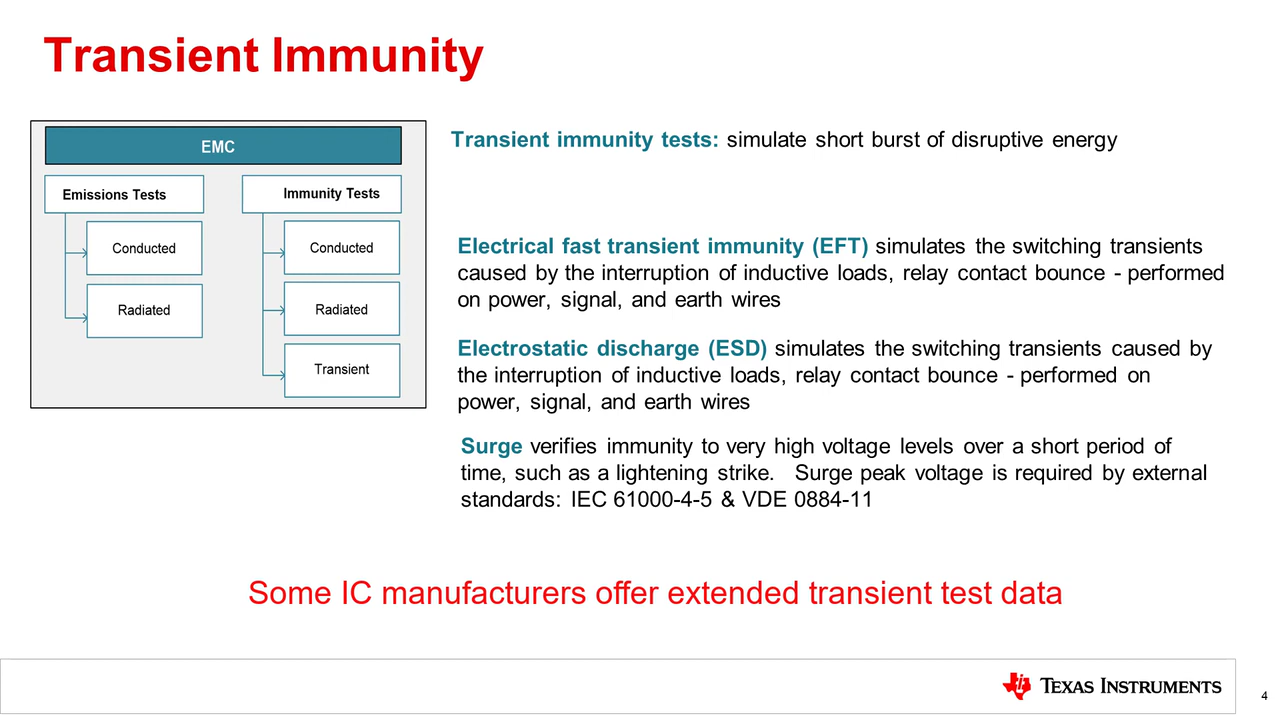 Transient Immunity
EMC
Emissions Tests
Conducted
Radiated
Immunity Tests
Conducted
Radiated
Transient
Transient immunity tests: simulate short burst of disruptive energy
Electrical fast transient immunity (EFT) simulates the switching transients
caused by the interruption of inductive loads, relay contact bounce - performed
on power, signal, and earth wires
Electrostatic discharge (ESD) simulates the switching transients caused by
the interruption of inductive loads, relay contact bounce - performed on
power, signal, and earth wires
Surge verifies immunity to very high voltage levels over a short period of
time, such as a lightening strike. Surge peak voltage is required by external
standards: IEC 61000-4-5 & VDE 0884-11
Some IC manufacturers offer extended transient test data
TEXAS INSTRUMENTS
4